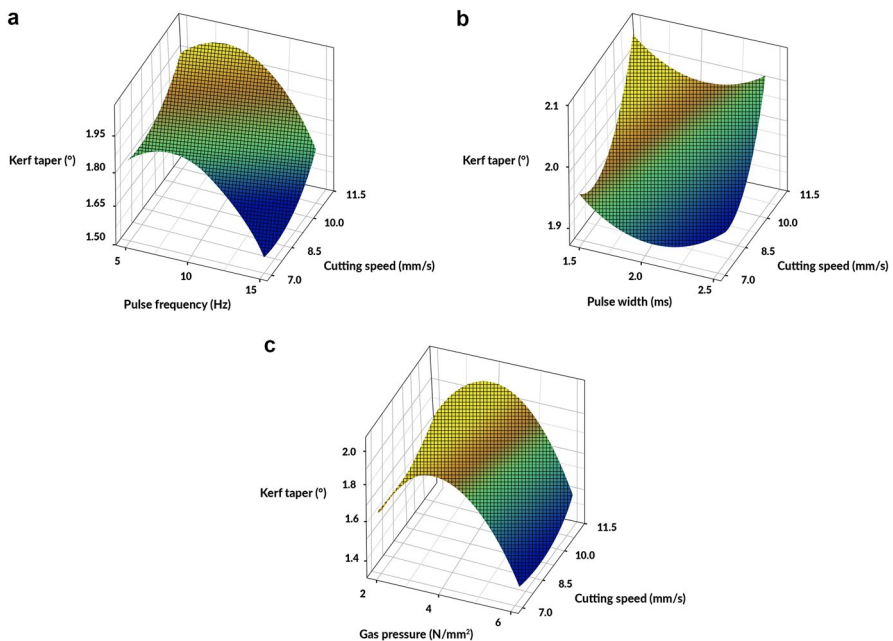 a
1.95
Kerf taper (°)
1.80
1.65
1.50
5
10
15
Pulse frequency (Hz)
11.5
10.0
8.5
7.0
Cutting speed (mm/s)
b
2.1
Kerf taper (°)
2.0
1.9
1.5
2.0
2.5
Pulse width (ms)
11.5
10.0
8.5
7.0
Cutting speed (mm/s)
c
2.0
Kerf taper (°)
1.8
1.6
1.4
2
4
6
Gas pressure (N/mm²)
11.5
10.0
8.5
7.0
Cutting speed (mm/s)